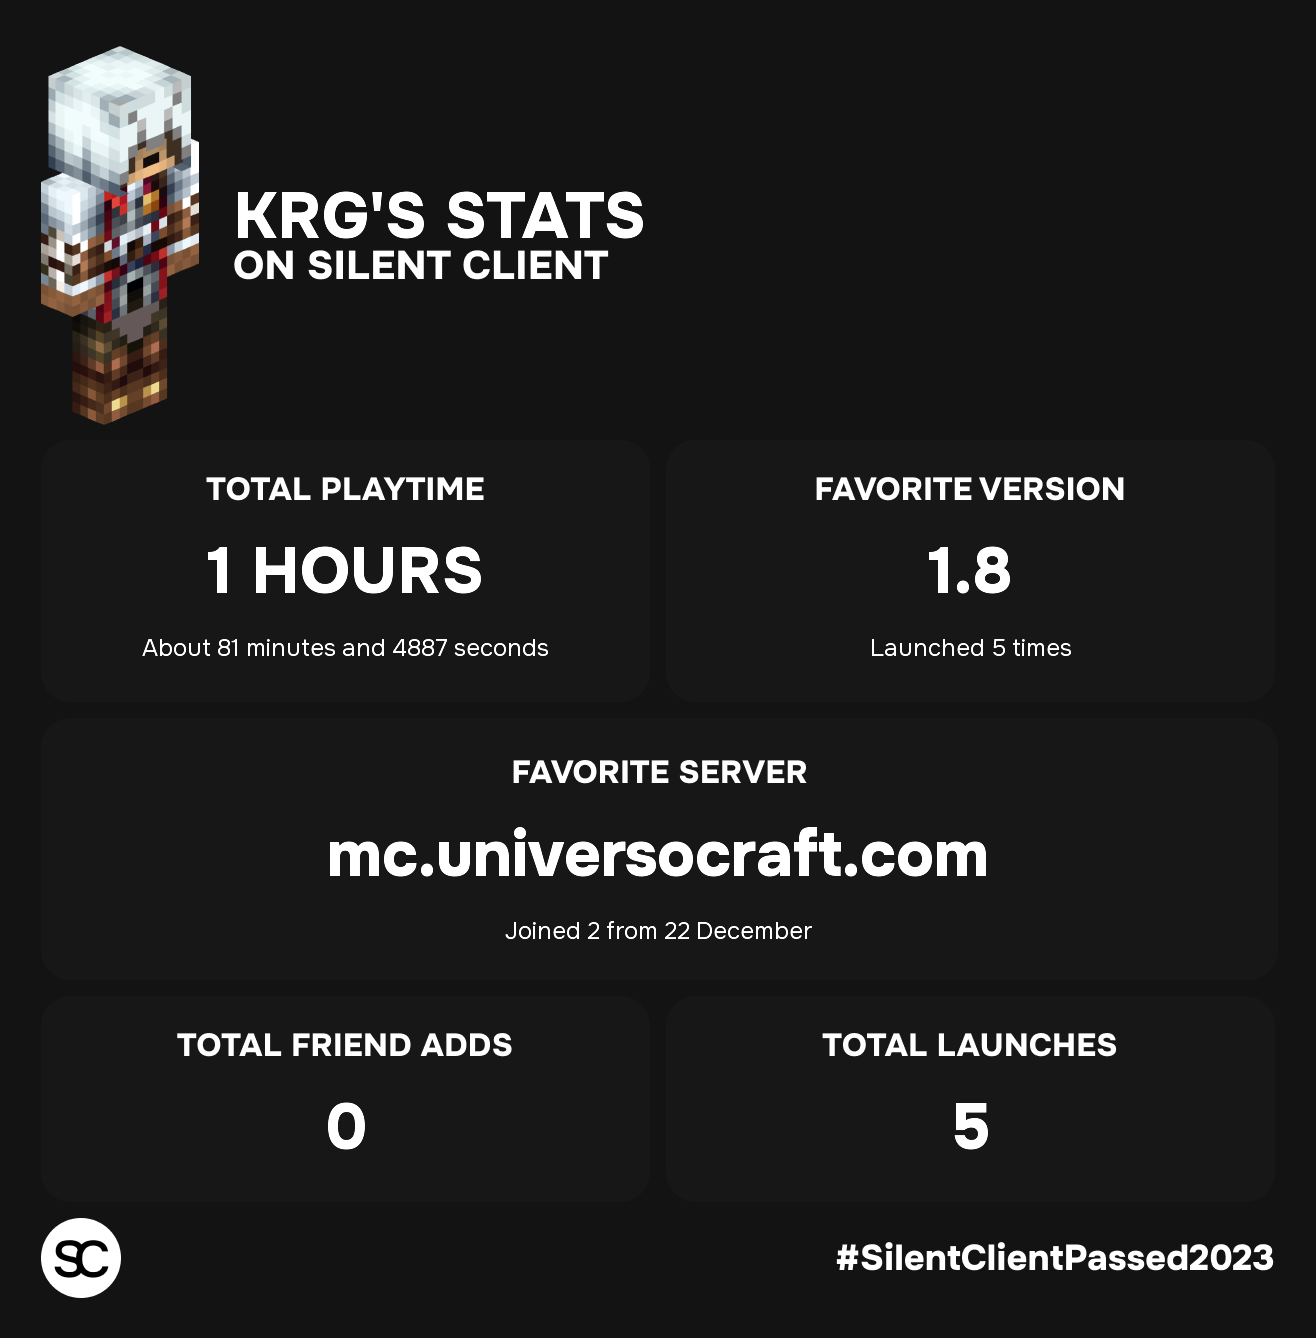 KRG'S STATS
ON SILENT CLIENT
TOTAL PLAYTIME
1 HOURS
About 81 minutes and 4887 seconds
FAVORITE VERSION
1.8
Launched 5 times
FAVORITE SERVER
mc.universocraft.com
Joined 2 from 22 December
TOTAL FRIEND ADDS
0
TOTAL LAUNCHES
5
SC
#SilentClientPassed2023